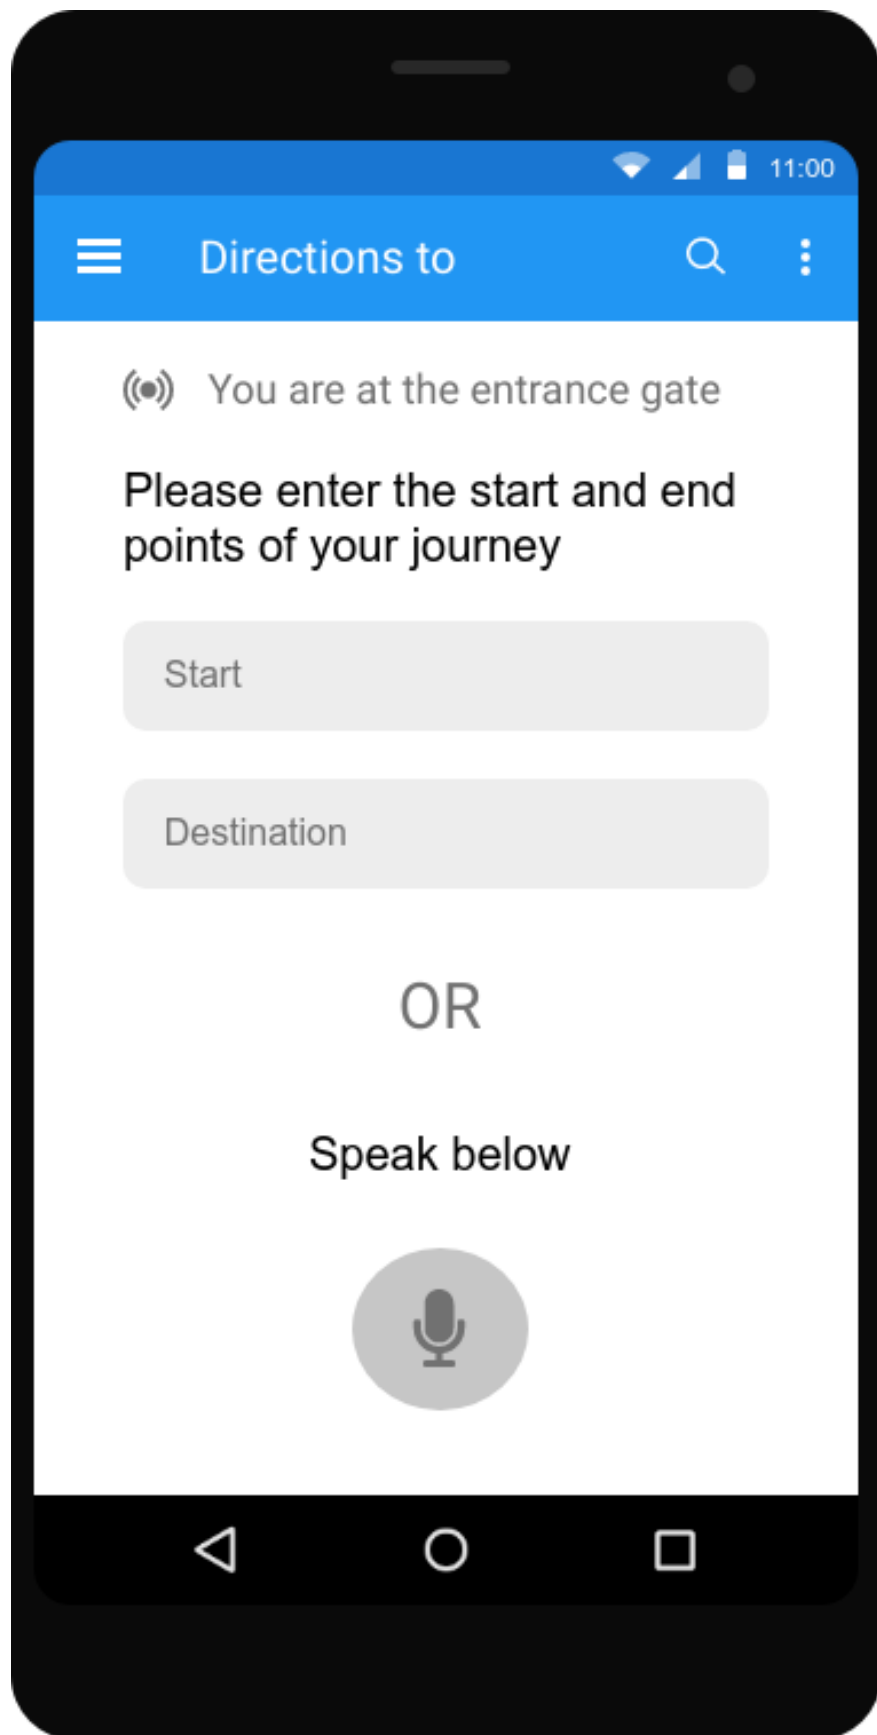 11:00
Directions to
You are at the entrance gate
Please enter the start and end
points of your journey
Start
Destination
OR
Speak below